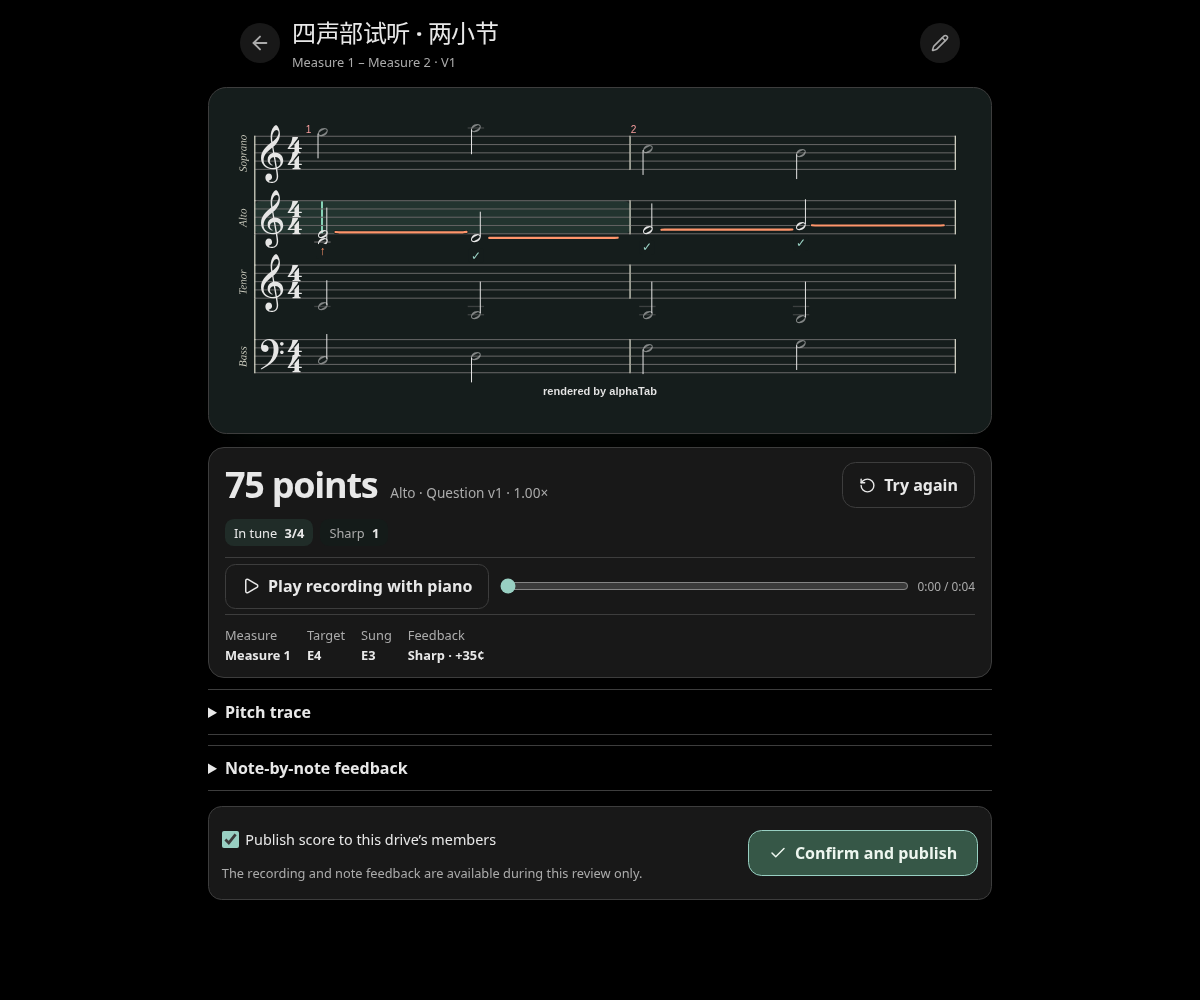 四声部试听 · 两小节
Measure 1 – Measure 2 · V1
1
2
Soprano
Alto
↑
✓
✓
✓
Tenor
Bass
rendered by alphaTab
75 points
Alto · Question v1 · 1.00×
Try again
In tune 3/4
Sharp 1
Play recording with piano
0:00 / 0:04
Measure Target Sung Feedback
Measure 1 E4 E3 Sharp · +35¢
Pitch trace
Note-by-note feedback
Publish score to this drive’s members
Confirm and publish
The recording and note feedback are available during this review only.